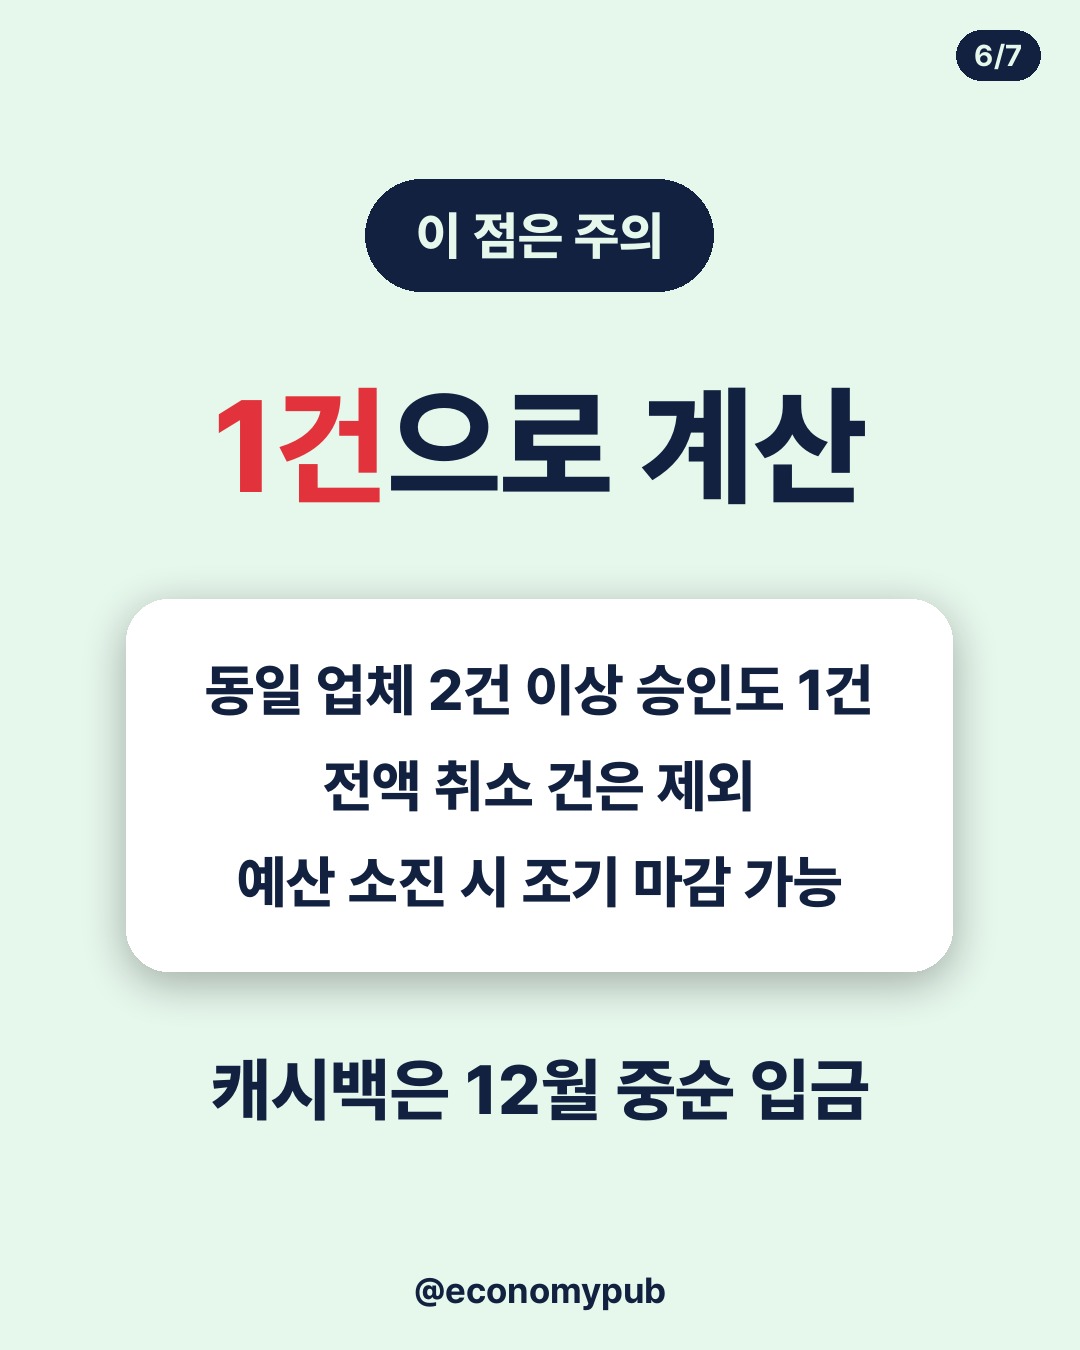 6/7
이 점은 주의
1건으로 계산
동일 업체 2건 이상 승인도 1건
전액 취소 건은 제외
예산 소진 시 조기 마감 가능
캐시백은 12월 중순 입금
@economypub